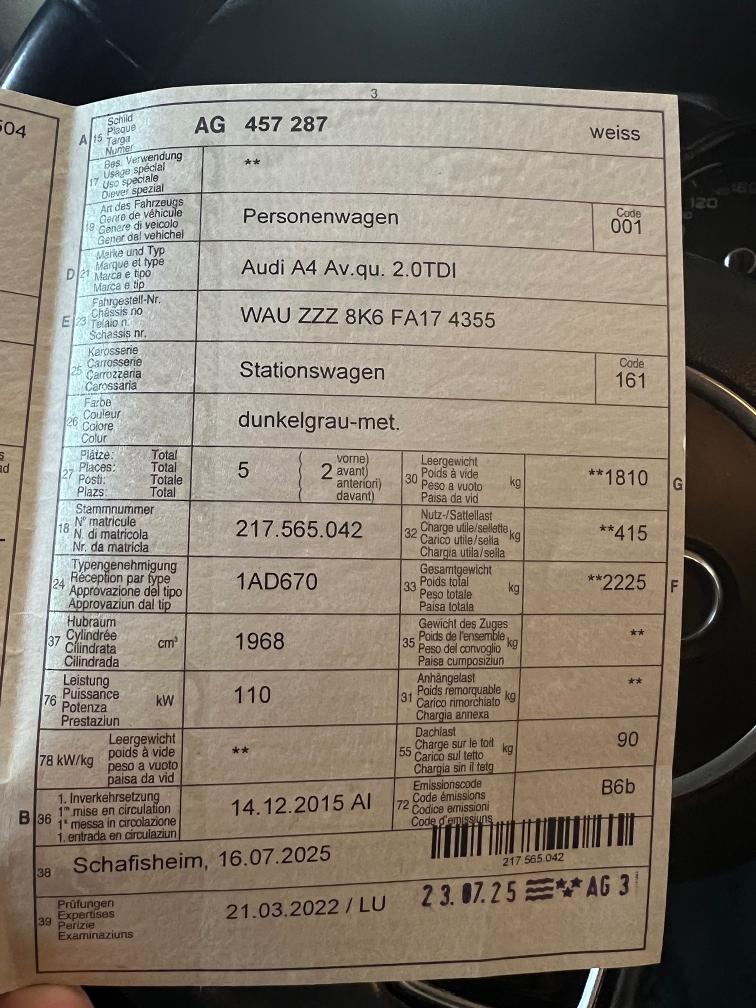 3
504
A 15 Schild
Plaque
Targa
Numer
AG 457 287
weiss
17 Bes. Verwendung
Usage spécial
Uso speciale
Diever spezial
**
19 Art des Fahrzeugs
Genre de véhicule
Genere di veicolo
Gener dal vehichel
Personenwagen
Code
001
D 21 Marke und Typ
Marque et type
Marca e tipo
Marca e tip
Audi A4 Av.qu. 2.0TDI
E 23 Fahrgestell-Nr.
Châssis no
Telaio n.
Schassis nr.
WAU ZZZ 8K6 FA17 4355
25 Karosserie
Carrosserie
Carrozzeria
Carossaria
Stationswagen
Code
161
26 Farbe
Couleur
Colore
Colur
dunkelgrau-met.
27 Plätze: Total
Places: Total
Posti: Totale
Plazs: Total
5
2 vorne)
avant)
anteriori)
davant)
30 Leergewicht
Poids à vide
Peso a vuoto
Paisa da vid
kg
**1810
G
18 Stammnummer
N° matricule
N. di matricola
Nr. da matricla
217.565.042
32 Nutz-/Sattellast
Charge utile/sellette
Carico utile/sella
Chargia utila/sella
kg
**415
24 Typengenehmigung
Réception par type
Approvazione del tipo
Approvaziun dal tip
1AD670
33 Gesamtgewicht
Poids total
Peso totale
Paisa totala
kg
**2225
F
37 Hubraum
Cylindrée
Cilindrata
Cilindrada
cm³
1968
35 Gewicht des Zuges
Poids de l'ensemble
Peso del convoglio
Paisa cumposiziun
kg
**
76 Leistung
Puissance
Potenza
Prestaziun
kW
110
31 Anhängelast
Poids remorquable
Carico rimorchiato
Chargia annexa
kg
**
78 kW/kg Leergewicht
poids à vide
peso a vuoto
paisa da vid
**
55 Dachlast
Charge sur le toit
Carico sul tetto
Chargia sin il tetg
kg
90
B 36 1. Inverkehrsetzung
1re mise en circulation
1a messa in circolazione
1. entrada en circulaziun
14.12.2015 AI
72 Emissionscode
Code émissions
Codice emissioni
Code d'emissiuns
B6b
38 Schafisheim, 16.07.2025
217 565.042
39 Prüfungen
Expertises
Perizie
Examinaziuns
21.03.2022 / LU
23.07.25 AG 3
120